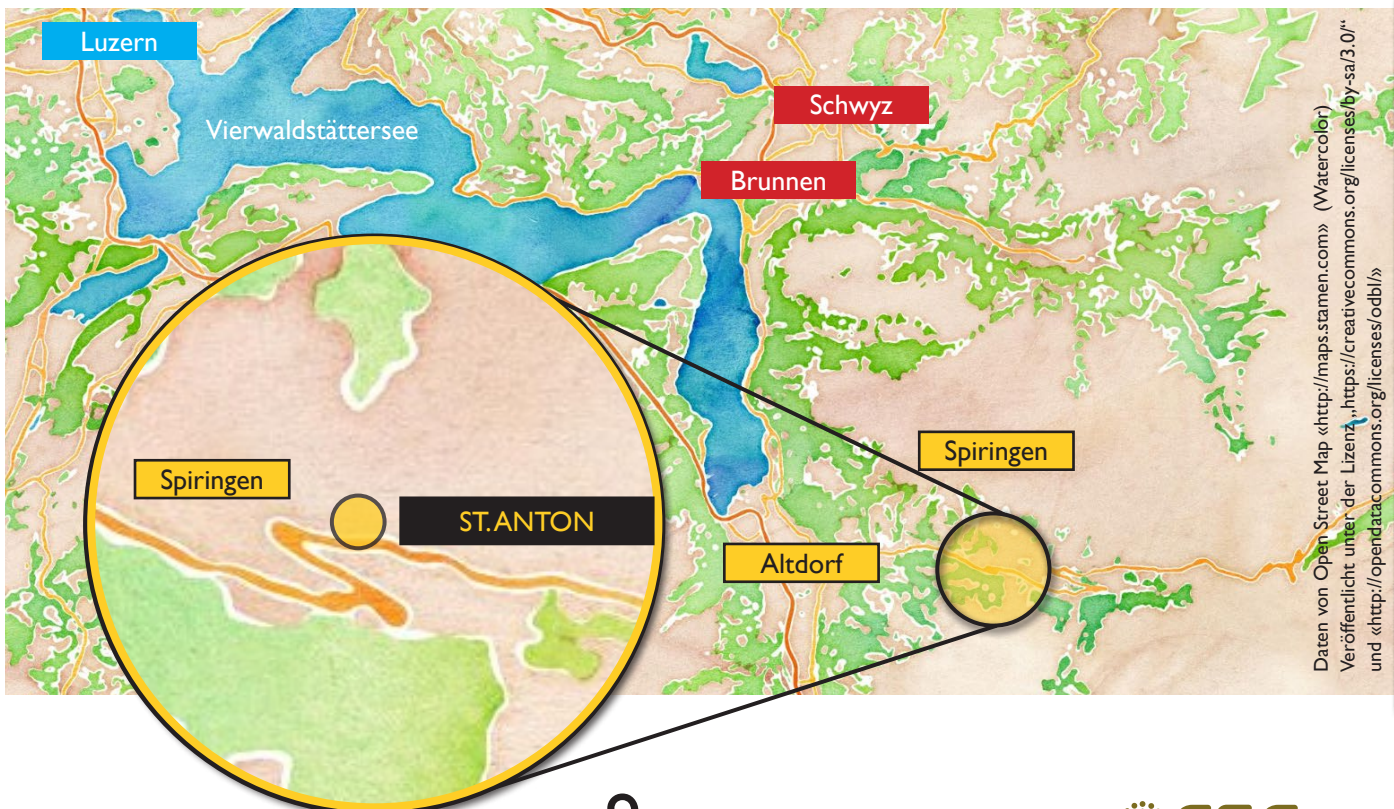 Luzern
Vierwaldstättersee
Schwyz
Brunnen
Spiringen
ST. ANTON
Spiringen
Altdorf
Daten von Open Street Map «http://maps.stamen.com» (Watercolor)
Veröffentlicht unter der Lizenz „https://creativecommons.org/licenses/by-sa/3.0/“
und «http://opendatacommons.org/licenses/odbl/»